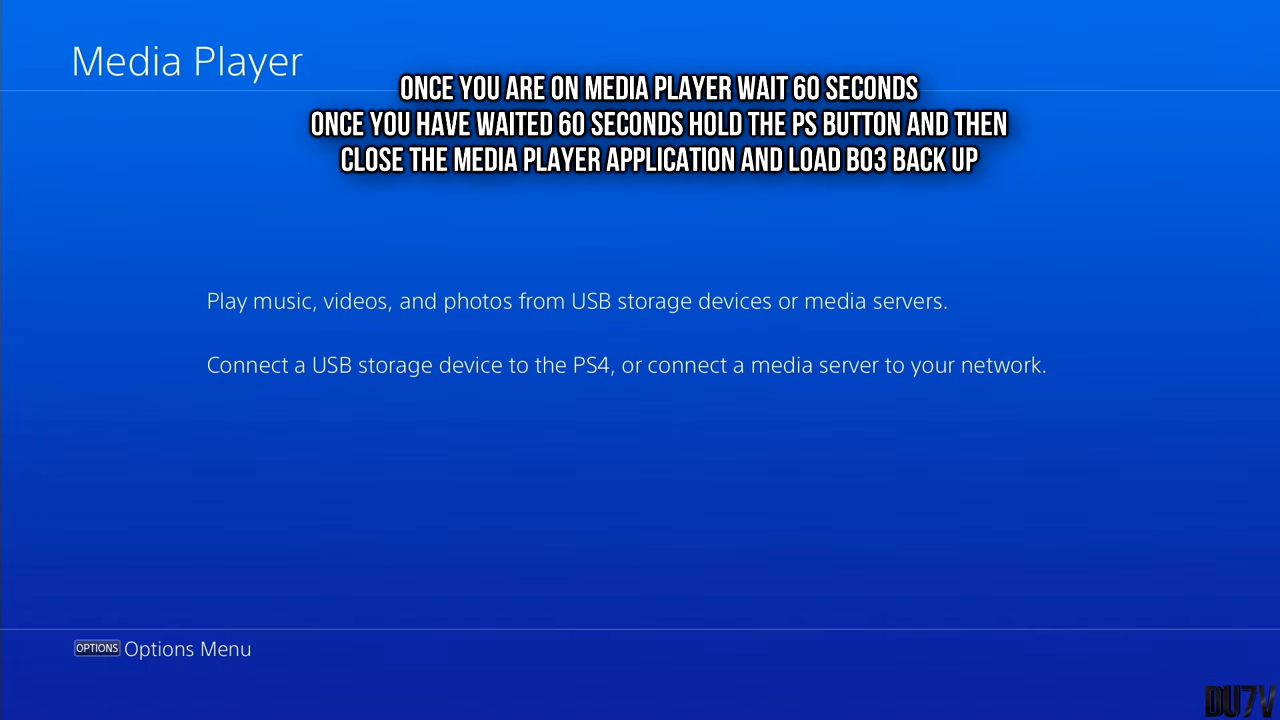 Media Player
ONCE YOU ARE ON MEDIA PLAYER WAIT 60 SECONDS
ONCE YOU HAVE WAITED 60 SECONDS HOLD THE PS BUTTON AND THEN
CLOSE THE MEDIA PLAYER APPLICATION AND LOAD BO3 BACK UP
Play music, videos, and photos from USB storage devices or media servers.
Connect a USB storage device to the PS4, or connect a media server to your network.
OPTIONS Options Menu
DU7V